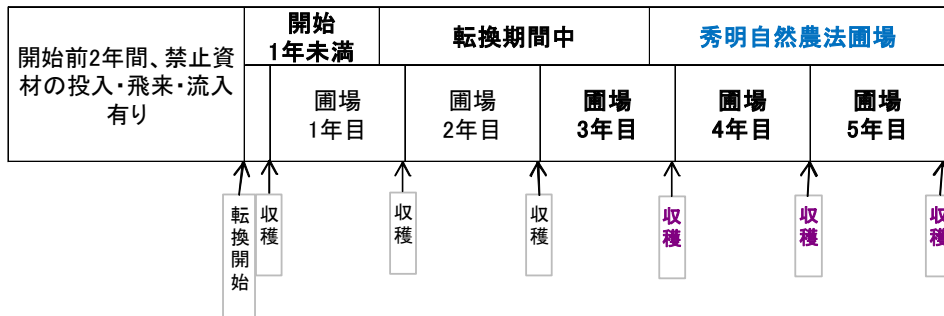 開始前2年間、禁止資
材の投入・飛来・流入
有り
開始
1年未満
転換期間中
秀明自然農法圃場
圃場
1年目
圃場
2年目
圃場
3年目
圃場
4年目
圃場
5年目
転換開始
収穫
収穫
収穫
収穫
収穫
収穫